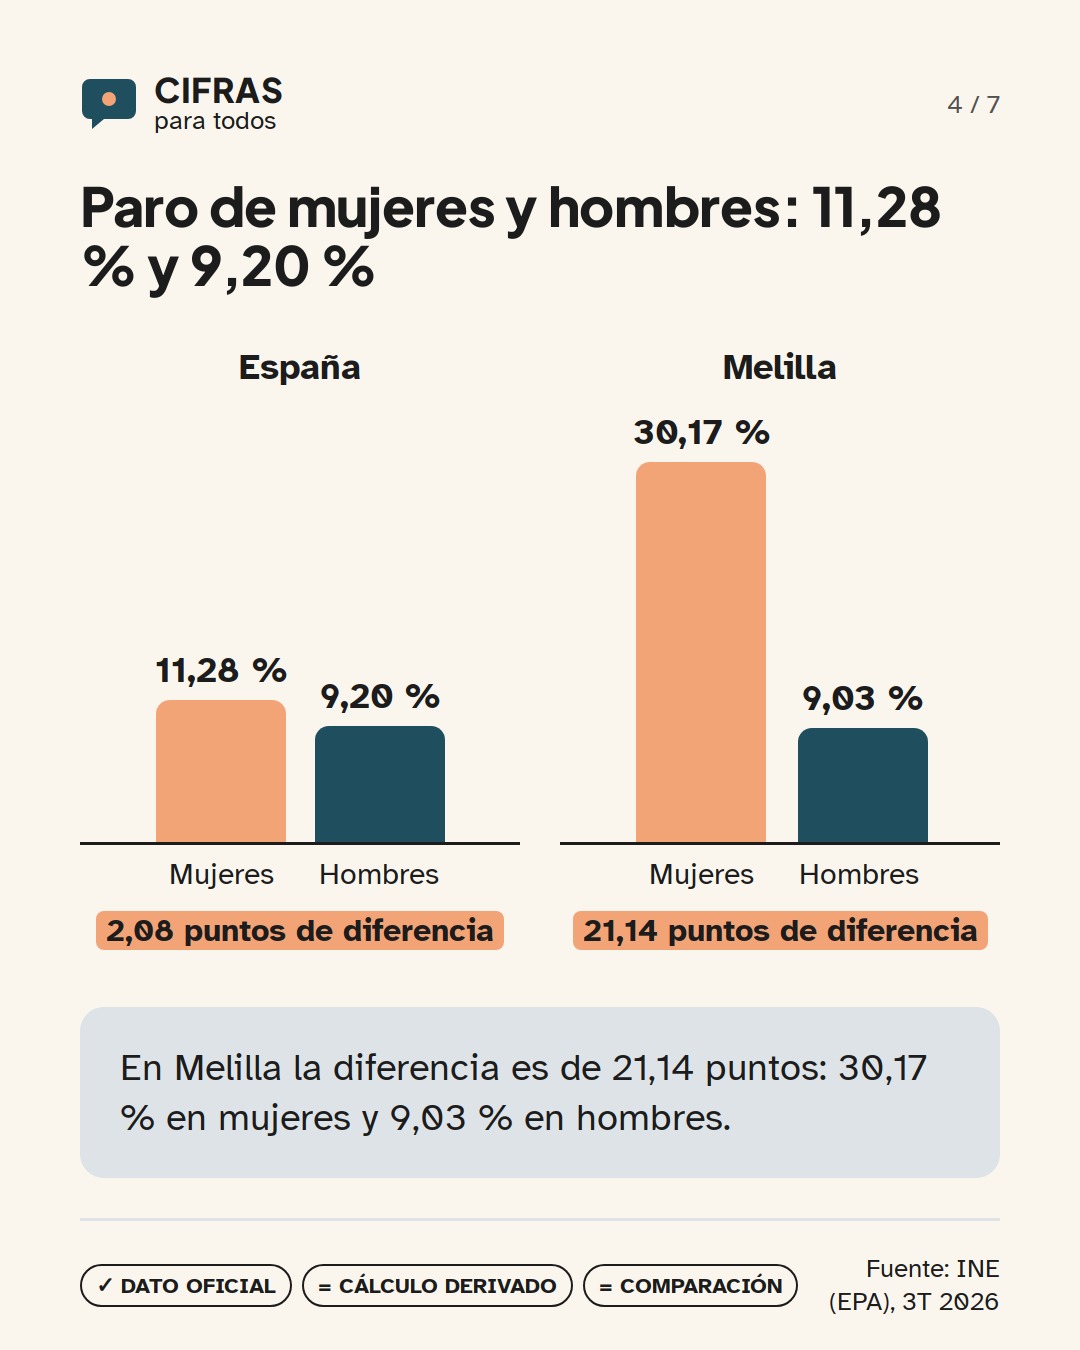 CIFRAS
para todos
4 / 7
Paro de mujeres y hombres: 11,28
% y 9,20 %
España
Melilla
30,17 %
11,28 %
9,20 %
9,03 %
Mujeres
Hombres
Mujeres
Hombres
2,08 puntos de diferencia
21,14 puntos de diferencia
En Melilla la diferencia es de 21,14 puntos: 30,17
% en mujeres y 9,03 % en hombres.
✓ DATO OFICIAL
= CÁLCULO DERIVADO
= COMPARACIÓN
Fuente: INE
(EPA), 3T 2026